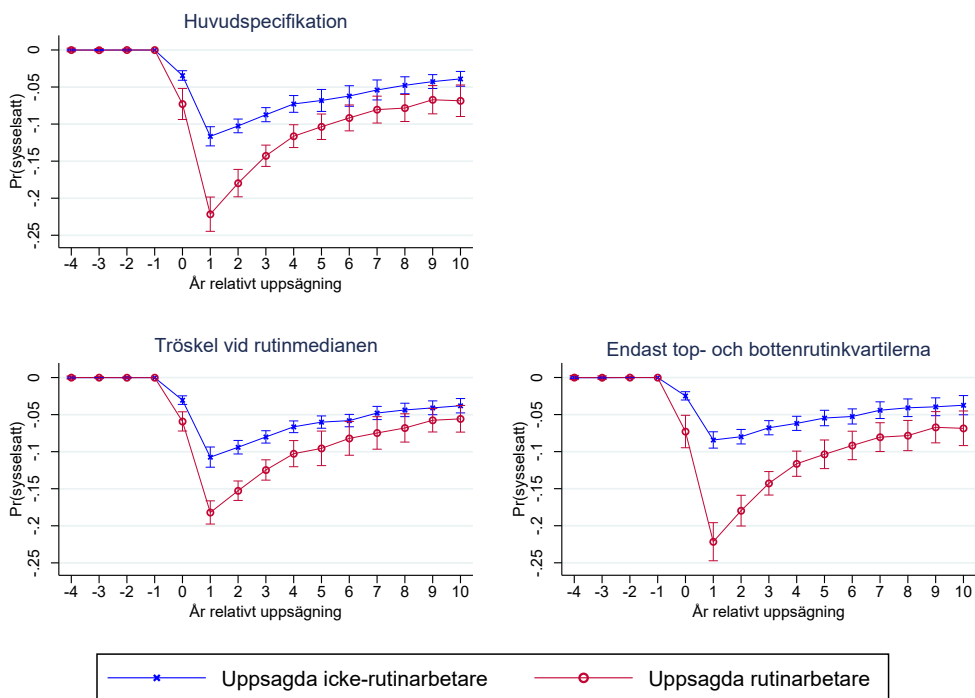 Huvudspecifikation
Pr(sysselsatt)
0
-.05
-.1
-.15
-.2
-.25
-4 -3 -2 -1 0 1 2 3 4 5 6 7 8 9 10
År relativt uppsägning
Tröskel vid rutinmedianen
Pr(sysselsatt)
0
-.05
-.1
-.15
-.2
-.25
-4 -3 -2 -1 0 1 2 3 4 5 6 7 8 9 10
År relativt uppsägning
Endast top- och bottenrutinkvartilerna
Pr(sysselsatt)
0
-.05
-.1
-.15
-.2
-.25
-4 -3 -2 -1 0 1 2 3 4 5 6 7 8 9 10
År relativt uppsägning
Uppsagda icke-rutinarbetare
Uppsagda rutinarbetare